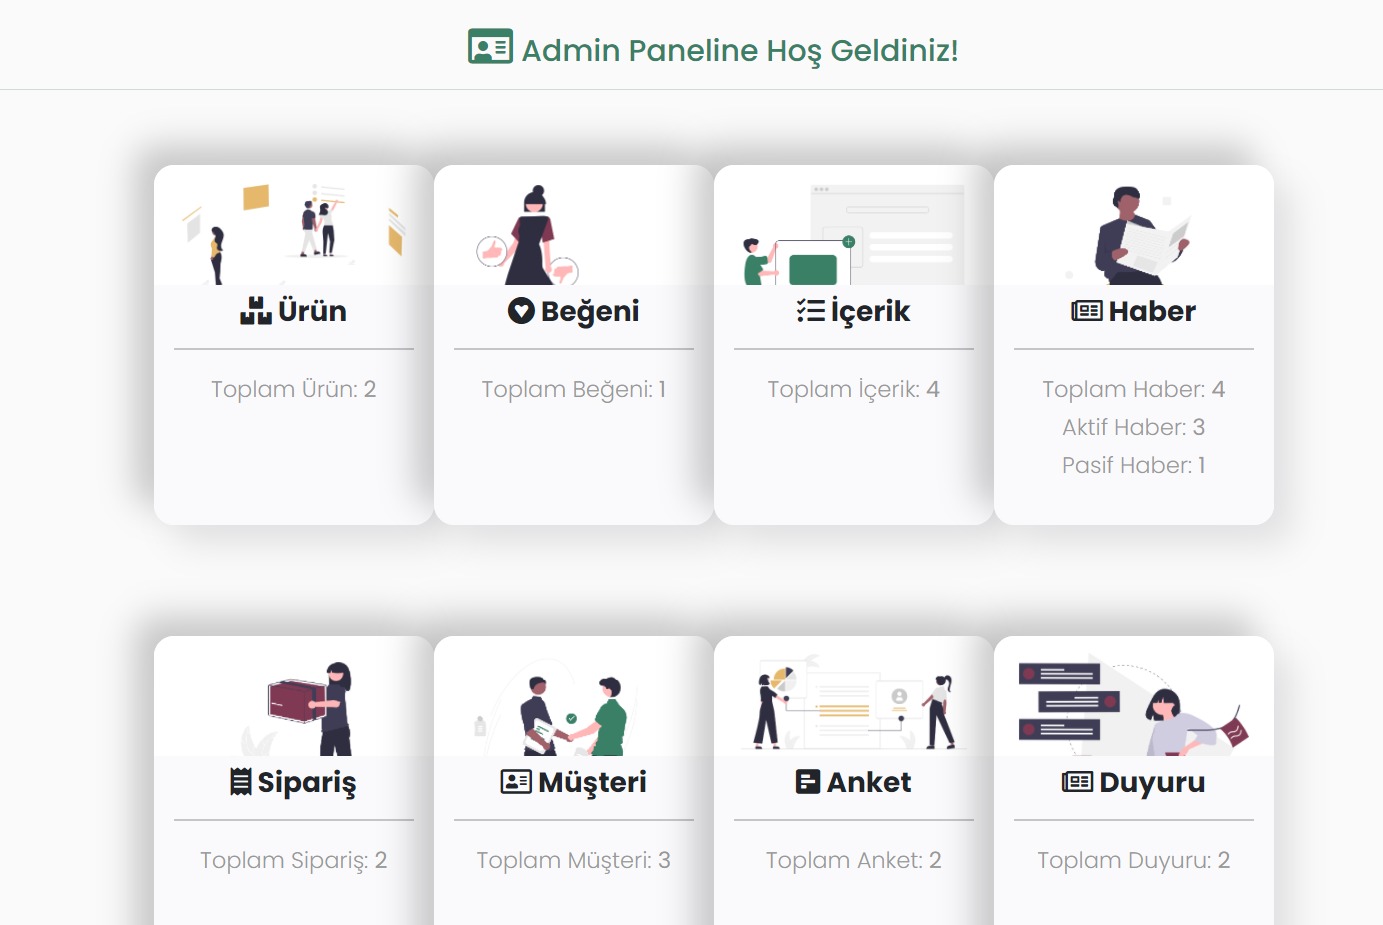 Admin Paneline Hoş Geldiniz!
Ürün
Toplam Ürün: 2
Beğeni
Toplam Beğeni: 1
İçerik
Toplam İçerik: 4
Haber
Toplam Haber: 4
Aktif Haber: 3
Pasif Haber: 1
Sipariş
Toplam Sipariş: 2
Müşteri
Toplam Müşteri: 3
Anket
Toplam Anket: 2
Duyuru
Toplam Duyuru: 2